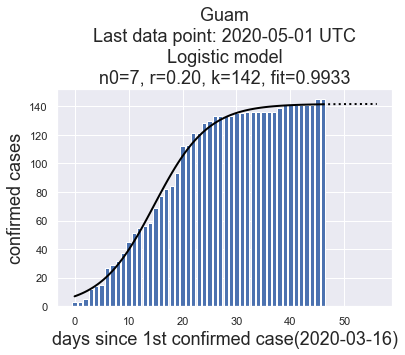 Guam
Last data point: 2020-05-01 UTC
Logistic model
n0=7, r=0.20, k=142, fit=0.9933
140
120
100
80
60
40
20
0
confirmed cases
0 10 20 30 40 50
days since 1st confirmed case(2020-03-16)